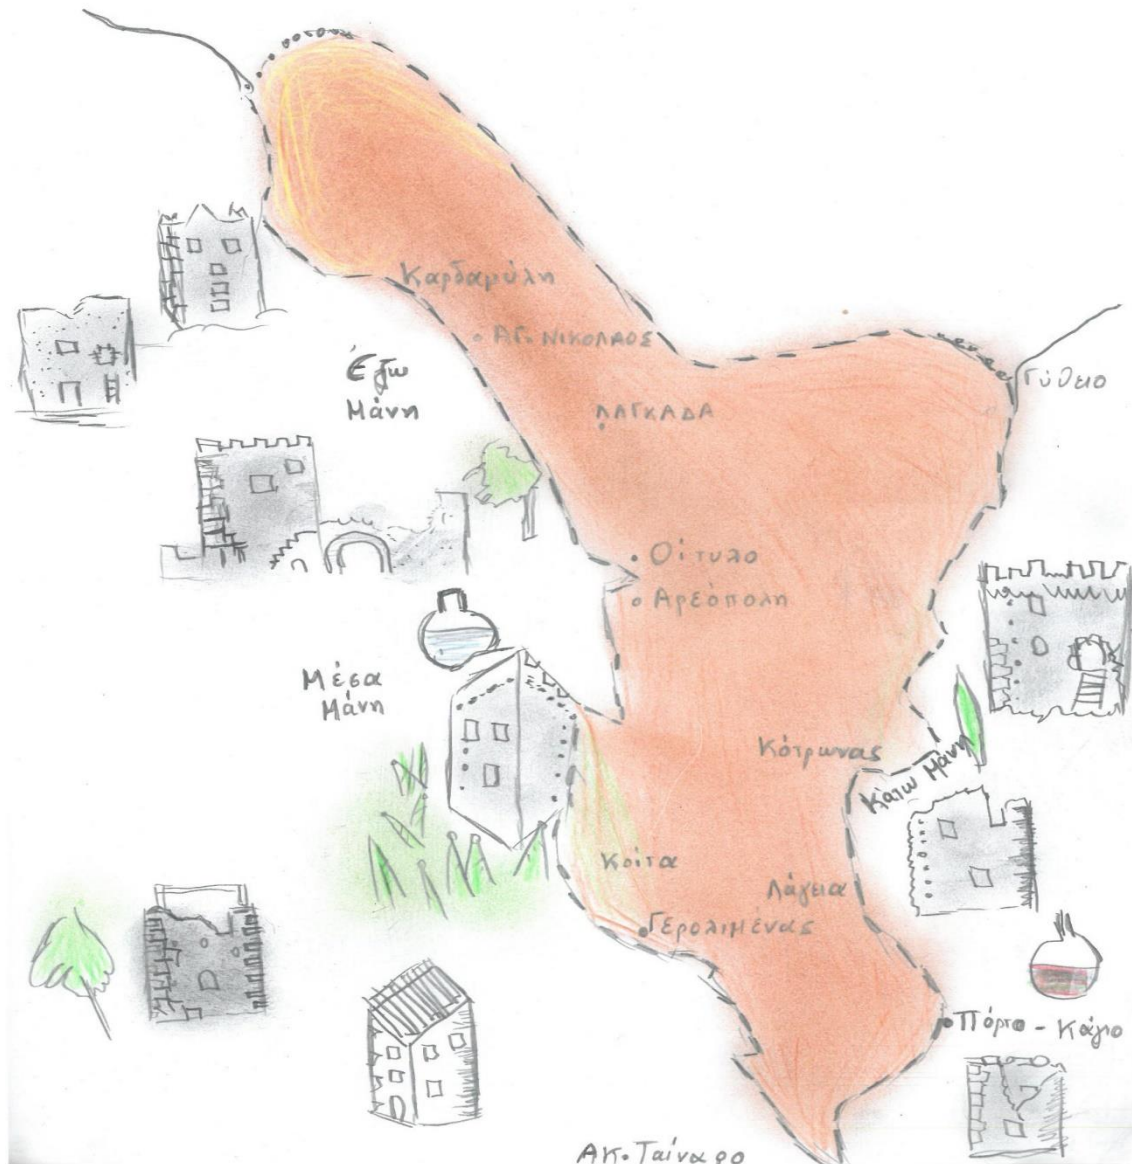 Καρδαμύλη
ΑΓ. ΝΙΚΟΛΑΟΣ
Έξω
Μάνη
Γύθειο
ΛΑΓΚΑΔΑ
Οίτυλο
Αρεόπολη
Μέσα
Μάνη
Κότρωνας
Κάτω Μάνη
Κοίτα
Λάγεια
Γερολιμένας
Πόρτο - Κάγιο
Ακ. Ταίναρο